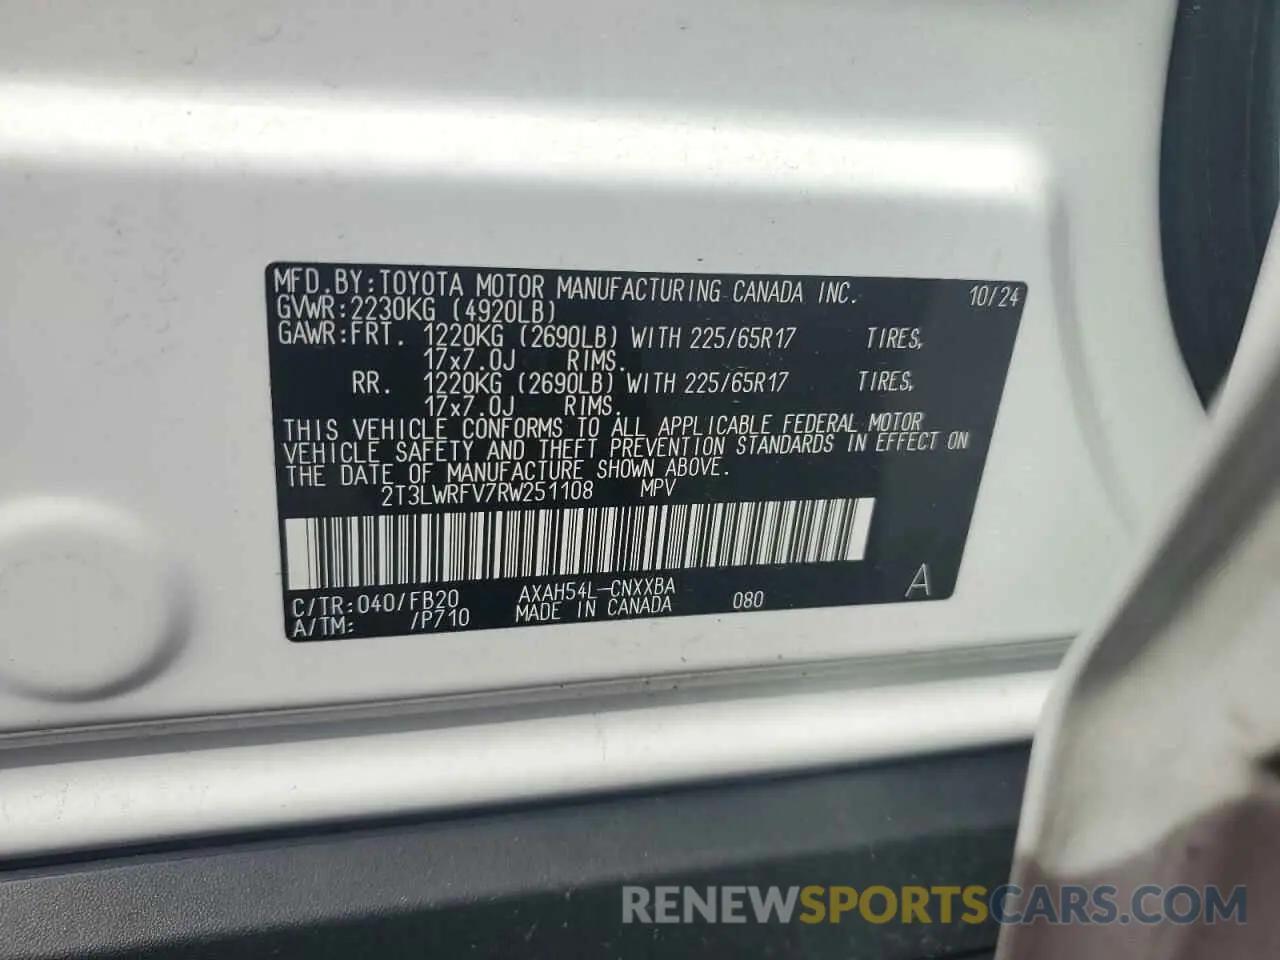 MFD.BY:TOYOTA MOTOR MANUFACTURING CANADA INC. 10/24
GVWR:2230KG (4920LB)
GAWR:FRT. 1220KG (2690LB) WITH 225/65R17 TIRES,
17x7.0J RIMS.
RR. 1220KG (2690LB) WITH 225/65R17 TIRES,
17x7.0J RIMS.
THIS VEHICLE CONFORMS TO ALL APPLICABLE FEDERAL MOTOR
VEHICLE SAFETY AND THEFT PREVENTION STANDARDS IN EFFECT ON
THE DATE OF MANUFACTURE SHOWN ABOVE.
2T3LWRFV7RW251108 MPV
C/TR:040/FB20 AXAH54L-CNXXBA
A/TM: /P710 MADE IN CANADA 080 A
RENEWSPORTSCARS.COM